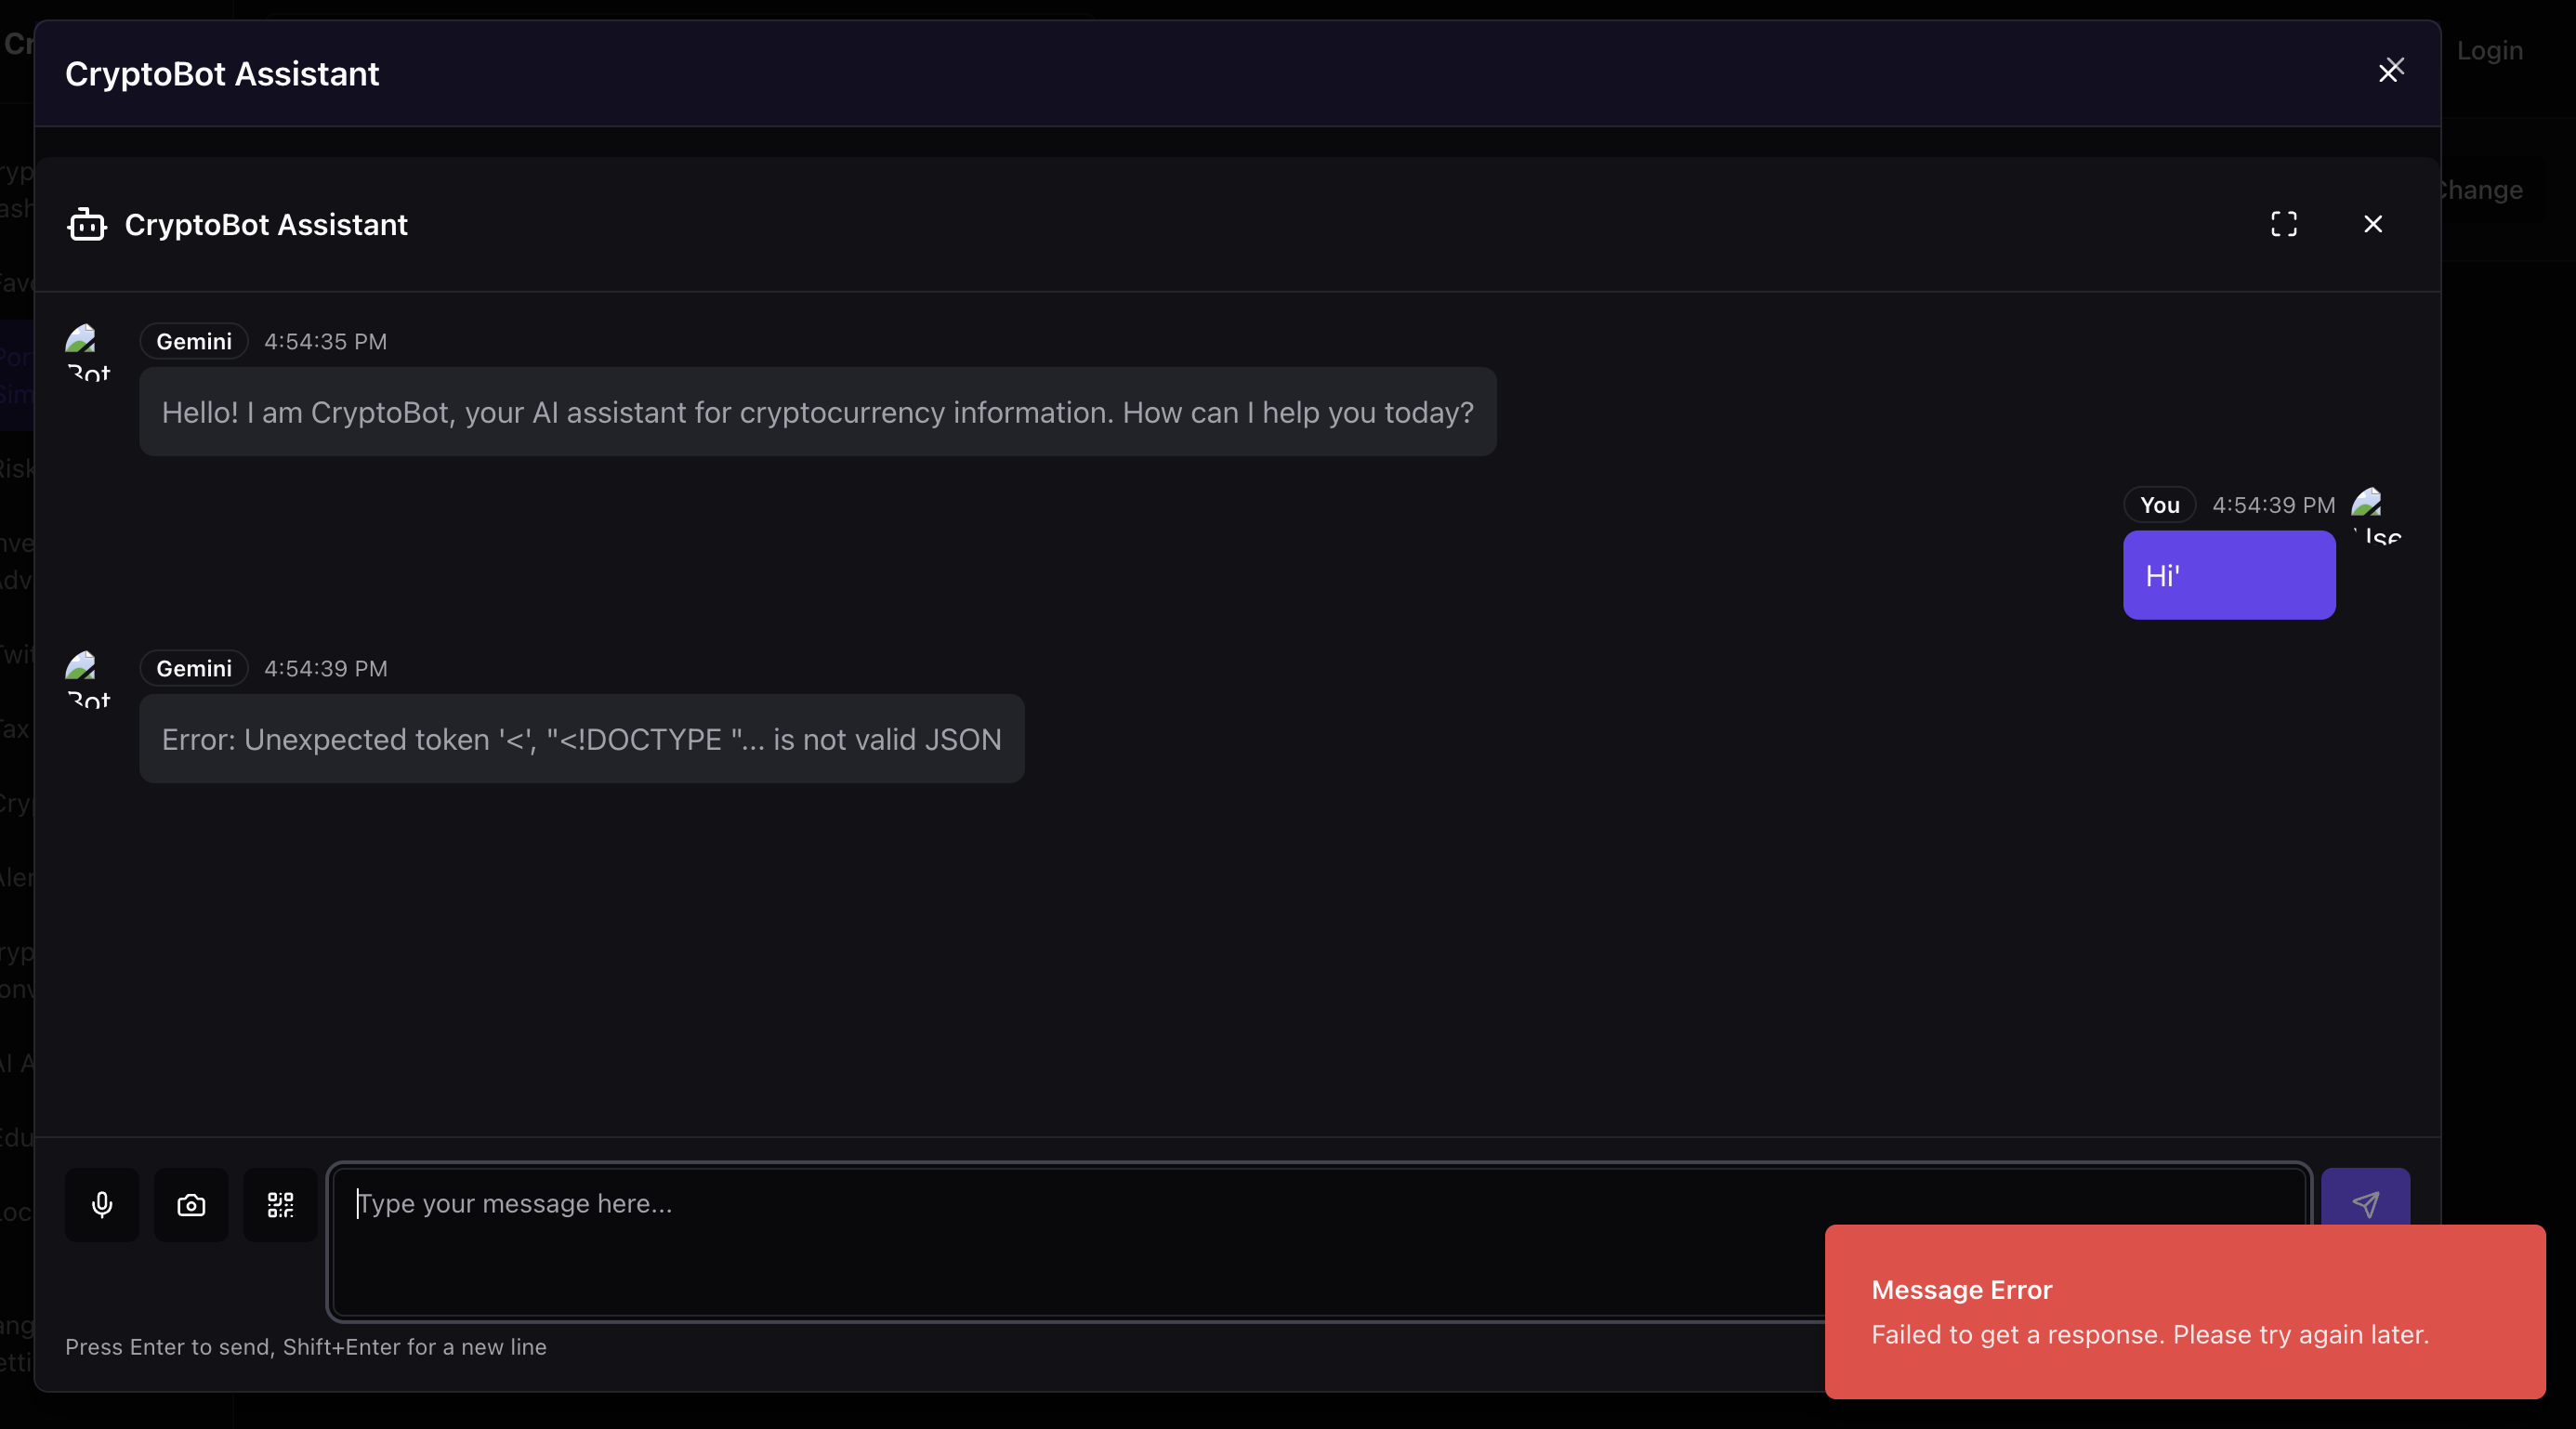 CryptoBot Assistant
Login
Change
CryptoBot Assistant
Gemini 4:54:35 PM
Bot
Hello! I am CryptoBot, your AI assistant for cryptocurrency information. How can I help you today?
You 4:54:39 PM
Use
Hi'
Gemini 4:54:39 PM
Bot
Error: Unexpected token '<', "<!DOCTYPE "... is not valid JSON
Type your message here...
Message Error
Failed to get a response. Please try again later.
Press Enter to send, Shift+Enter for a new line